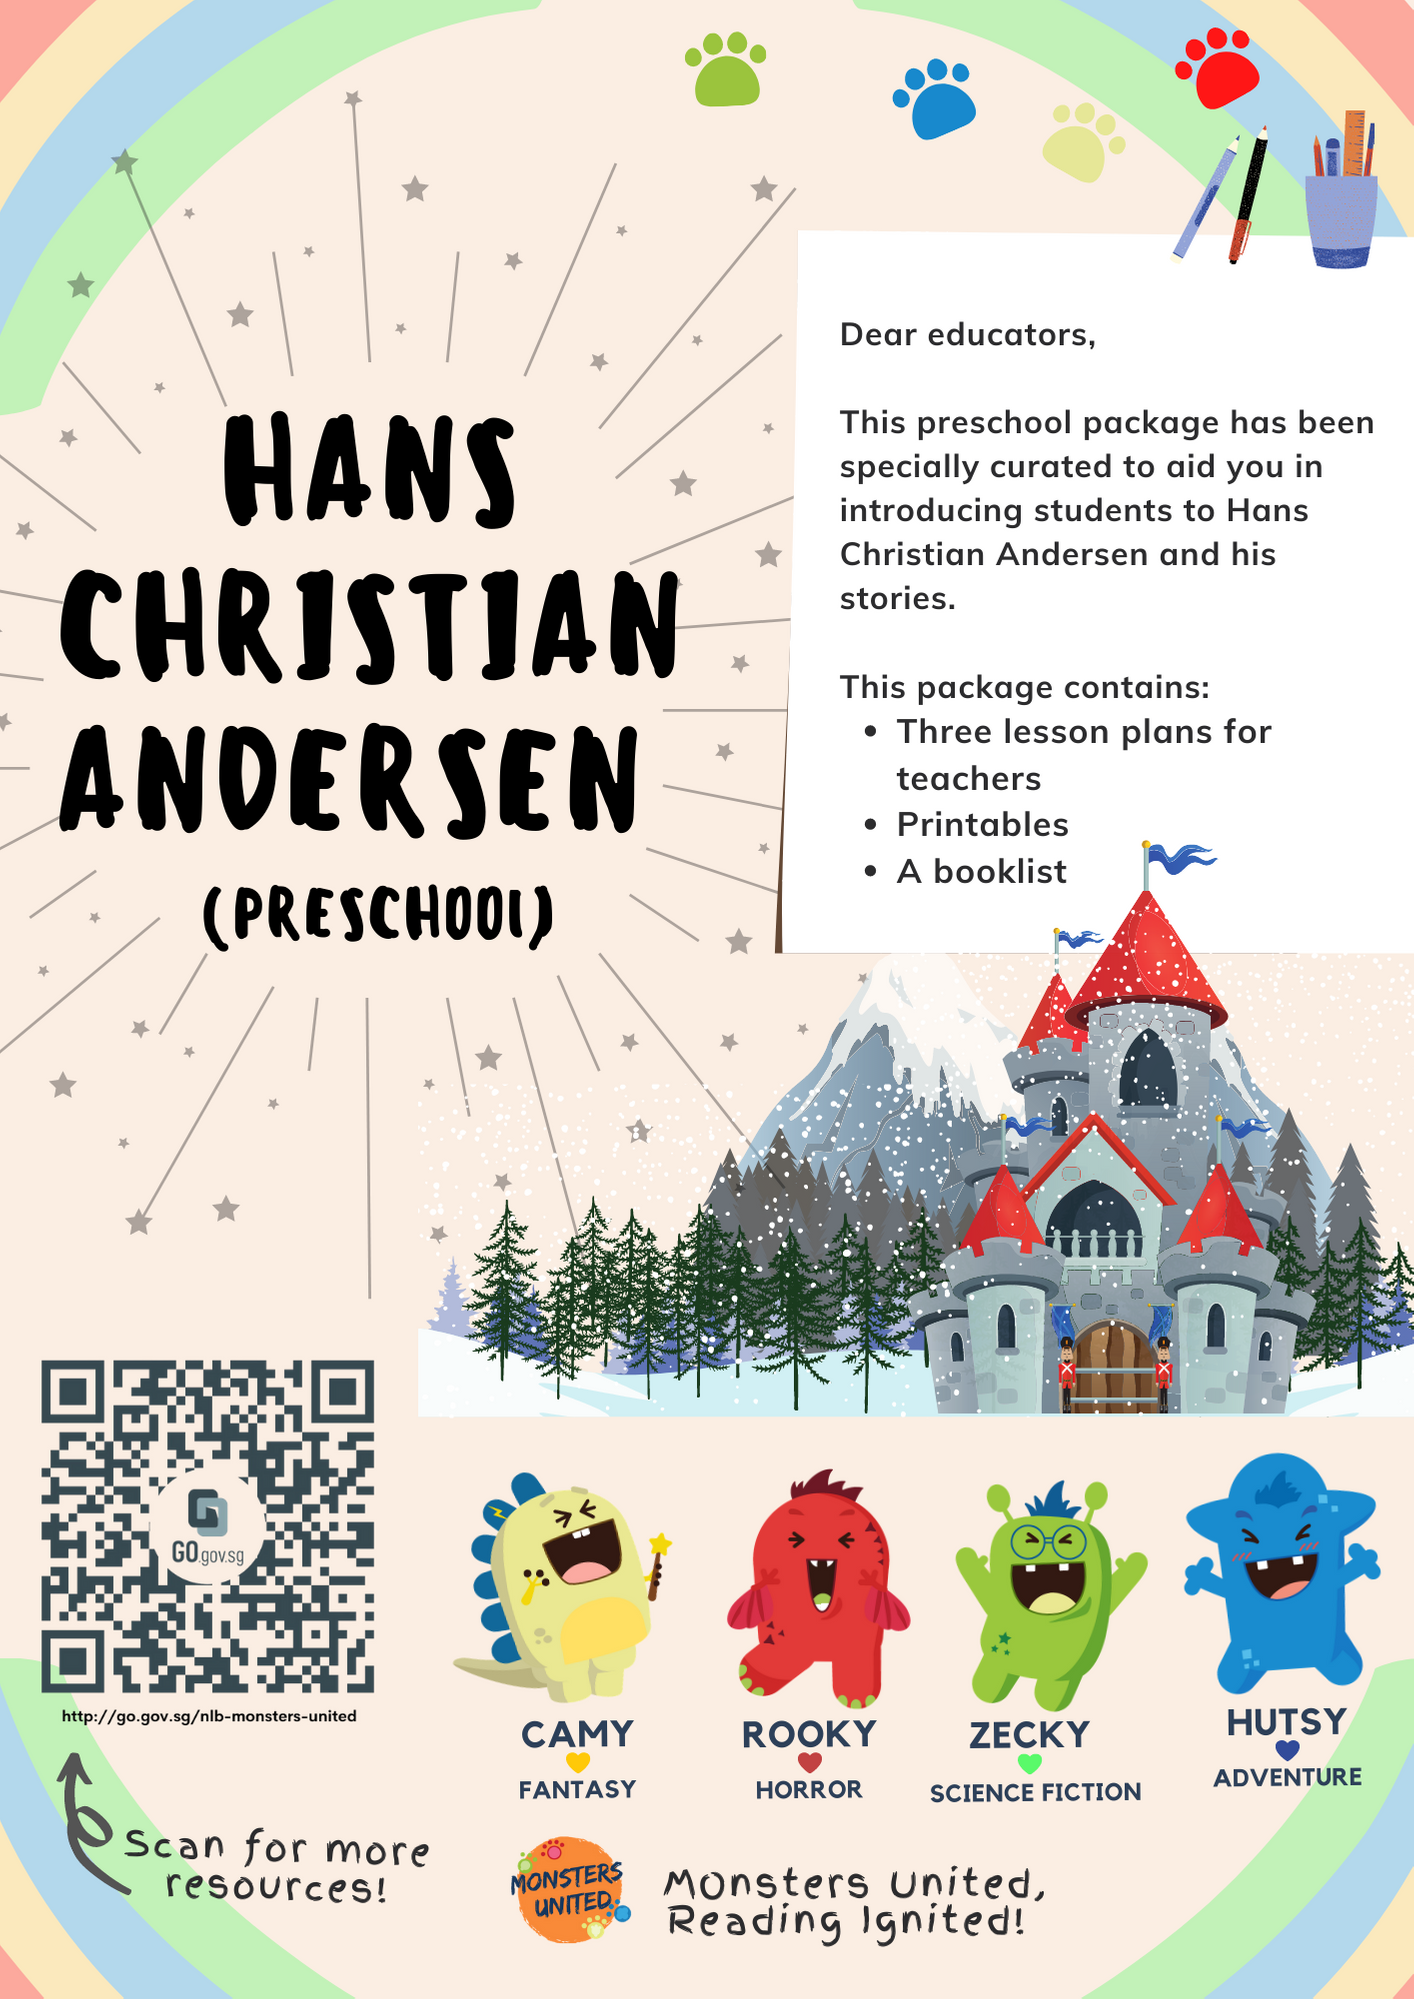 HANS
CHRISTIAN
ANDERSEN
(PRESCHOOL)
Dear educators,
This preschool package has been
specially curated to aid you in
introducing students to Hans
Christian Andersen and his
stories.
This package contains:
• Three lesson plans for
teachers
• Printables
• A booklist
GO.gov.sg
http://go.gov.sg/nlb-monsters-united
Scan for more
resources!
CAMY
FANTASY
ROOKY
HORROR
ZECKY
SCIENCE FICTION
HUTSY
ADVENTURE
MONSTERS
UNITED
Monsters United,
Reading Ignited!